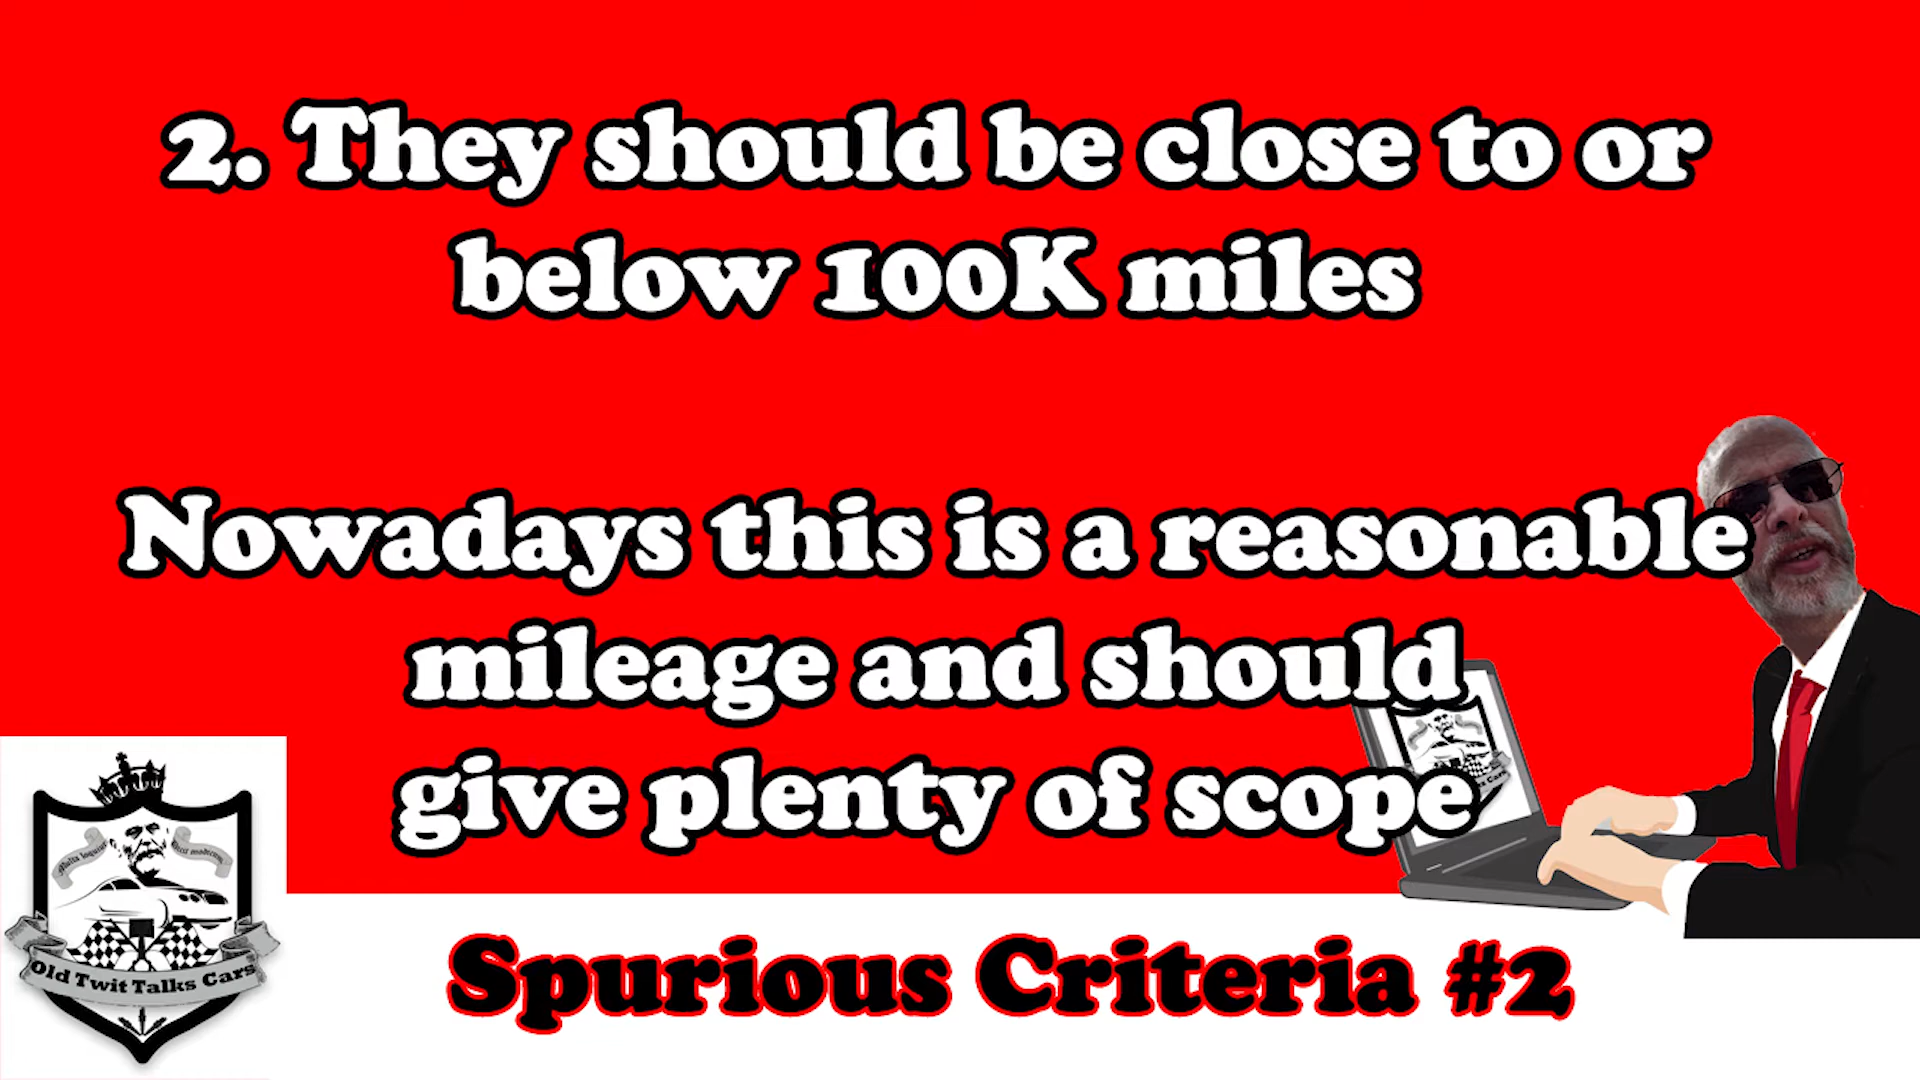 2. They should be close to or
below 100K miles
Nowadays this is a reasonable
mileage and should
give plenty of scope
Old Twit Talks Cars
Spurious Criteria #2